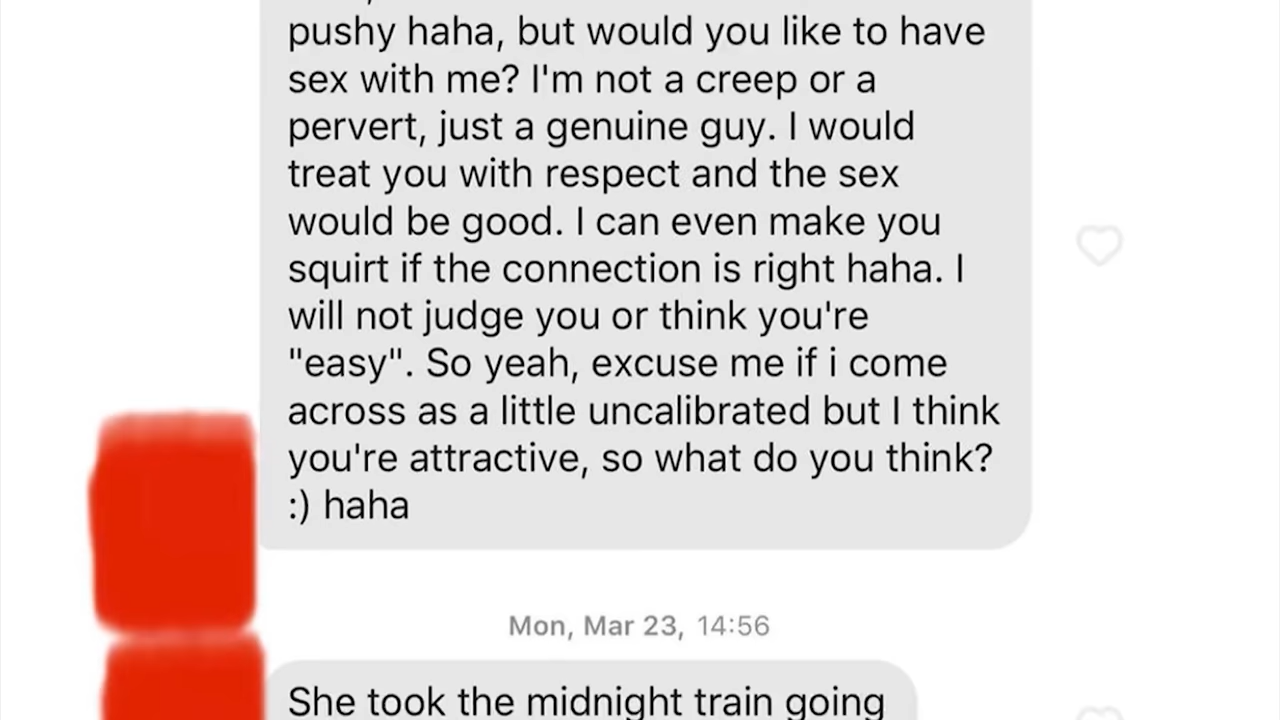 pushy haha, but would you like to have
sex with me? I'm not a creep or a
pervert, just a genuine guy. I would
treat you with respect and the sex
would be good. I can even make you
squirt if the connection is right haha. I
will not judge you or think you're
"easy". So yeah, excuse me if i come
across as a little uncalibrated but I think
you're attractive, so what do you think?
:) haha
Mon, Mar 23, 14:56
She took the midnight train going